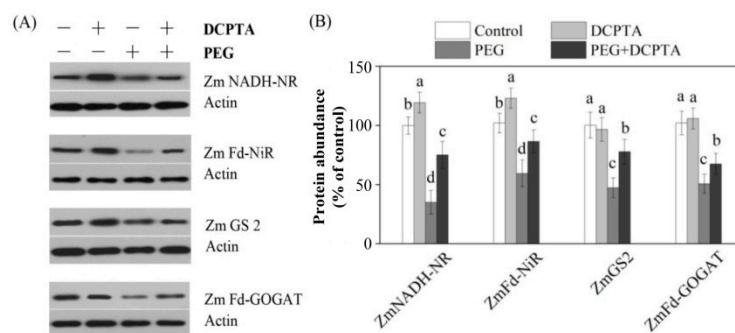 (A)
− + − + DCPTA
− − + + PEG
Zm NADH-NR
Actin
Zm Fd-NiR
Actin
Zm GS 2
Actin
Zm Fd-GOGAT
Actin
(B)
Control DCPTA
PEG PEG+DCPTA
Protein abundance
(% of control)
150
100
50
0
b a d c
b a d c
a a c b
a a c b
ZmNADH-NR
ZmFd-NiR
ZmGS2
ZmFd-GOGAT